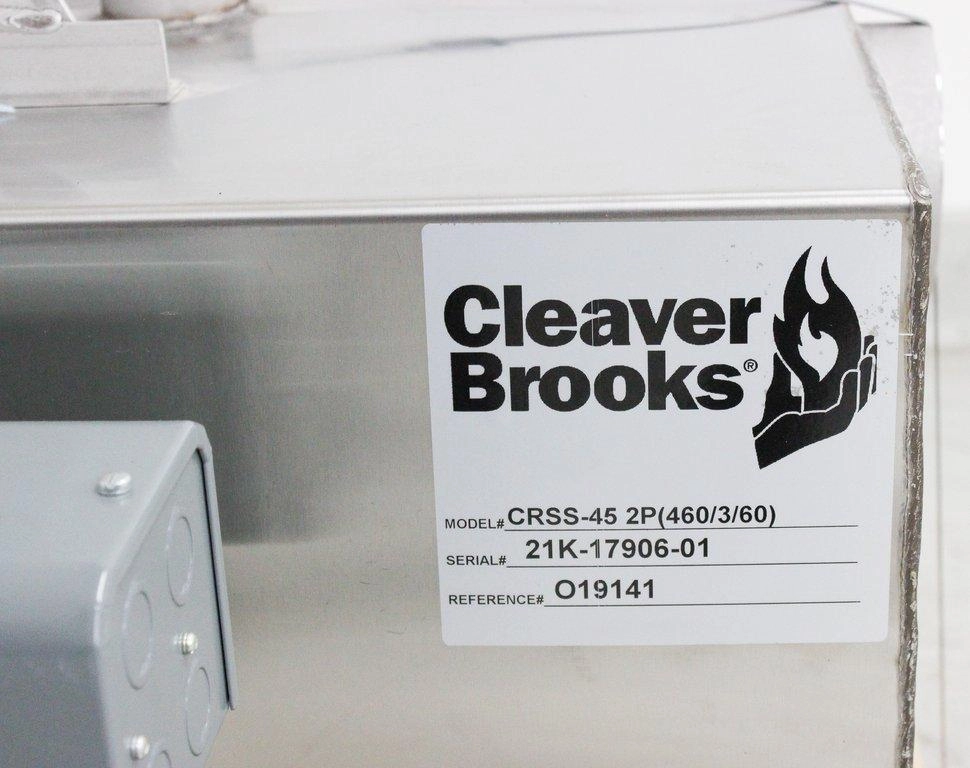 Cleaver
Brooks®
MODEL# CRSS-45 2P(460/3/60)
SERIAL# 21K-17906-01
REFERENCE# O19141